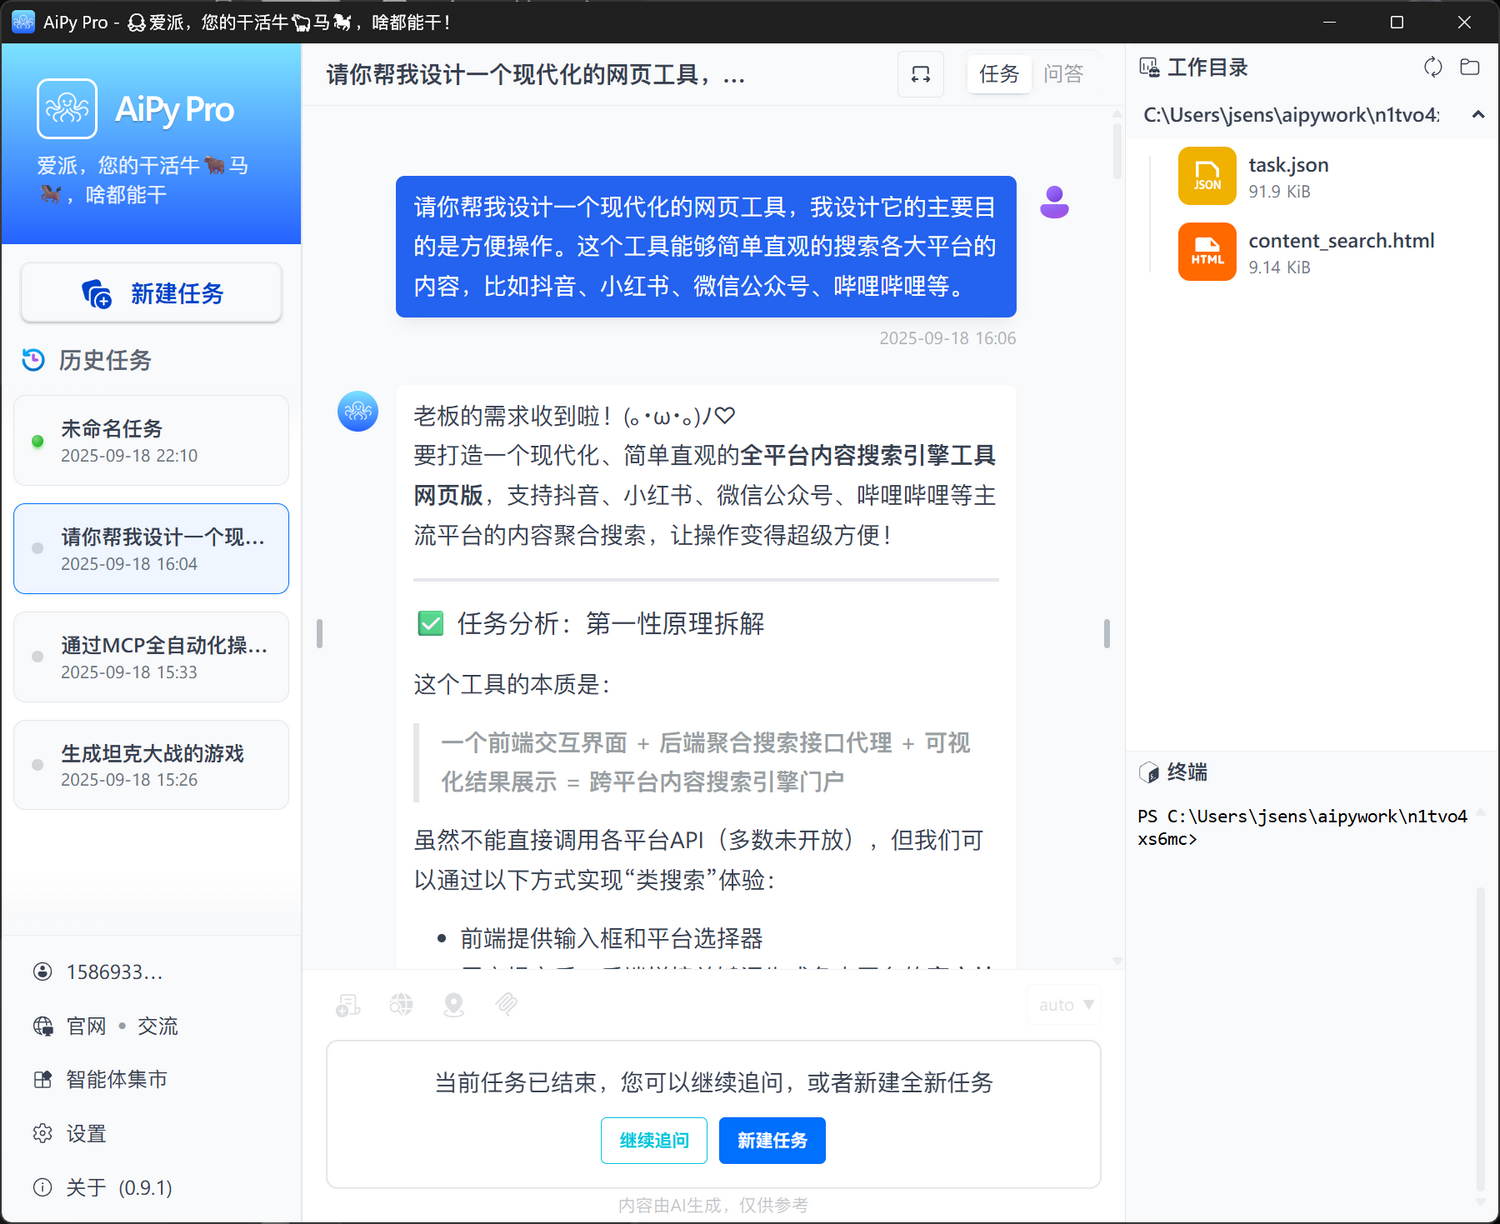 AiPy Pro - 爱派，您的干活牛🐂马🐎，啥都能干！
AiPy Pro
爱派，您的干活牛🐂马
🐎，啥都能干
新建任务
历史任务
未命名任务
2025-09-18 22:10
请你帮我设计一个现...
2025-09-18 16:04
通过MCP全自动化操...
2025-09-18 15:33
生成坦克大战的游戏
2025-09-18 15:26
1586933...
官网 • 交流
智能体集市
设置
关于 (0.9.1)
请你帮我设计一个现代化的网页工具，...
任务 问答
请你帮我设计一个现代化的网页工具，我设计它的主要目
的是方便操作。这个工具能够简单直观的搜索各大平台的
内容，比如抖音、小红书、微信公众号、哔哩哔哩等。
2025-09-18 16:06
老板的需求收到啦！(｡･ω･｡)ﾉ♡
要打造一个现代化、简单直观的全平台内容搜索引擎工具
网页版，支持抖音、小红书、微信公众号、哔哩哔哩等主
流平台的内容聚合搜索，让操作变得超级方便！
✅ 任务分析：第一性原理拆解
这个工具的本质是：
一个前端交互界面 + 后端聚合搜索接口代理 + 可视
化结果展示 = 跨平台内容搜索引擎门户
虽然不能直接调用各平台API（多数未开放），但我们可
以通过以下方式实现“类搜索”体验：
• 前端提供输入框和平台选择器
auto ▼
当前任务已结束，您可以继续追问，或者新建全新任务
继续追问 新建任务
内容由AI生成，仅供参考
工作目录
C:\Users\jsens\aipywork\n1tvo4
JSON
task.json
91.9 KiB
HTML
content_search.html
9.14 KiB
终端
PS C:\Users\jsens\aipywork\n1tvo4
xs6mc>